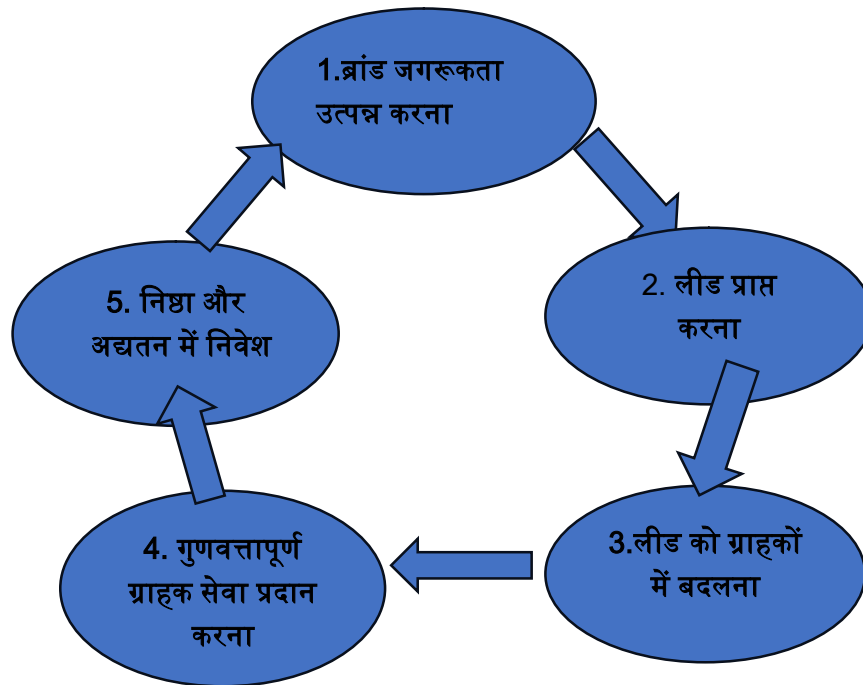 1.ब्रांड जगरूकता
उत्पन्न करना
2. लीड प्राप्त
करना
3.लीड को ग्राहकों
में बदलना
4. गुणवत्तापूर्ण
ग्राहक सेवा प्रदान
करना
5. निष्ठा और
अद्यतन में निवेश